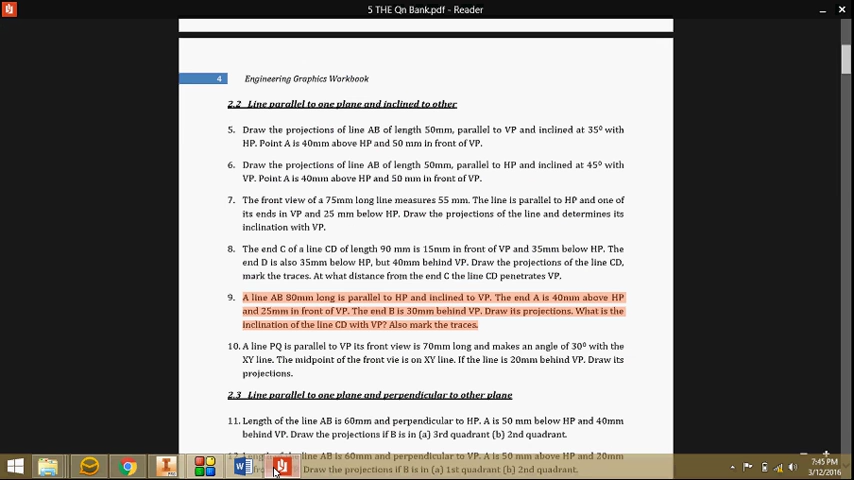 5 THE Qn Bank.pdf - Reader
4 Engineering Graphics Workbook
2.2 Line parallel to one plane and inclined to other
5. Draw the projections of line AB of length 50mm, parallel to VP and inclined at 35⁰ with
HP. Point A is 40mm above HP and 50 mm in front of VP.
6. Draw the projections of line AB of length 50mm, parallel to HP and inclined at 45⁰ with
VP. Point A is 40mm above HP and 50 mm in front of VP.
7. The front view of a 75mm long line measures 55 mm. The line is parallel to HP and one of
its ends in VP and 25 mm below HP. Draw the projections of the line and determines its
inclination with VP.
8. The end C of a line CD of length 90 mm is 15mm in front of VP and 35mm below HP. The
end D is also 35mm below HP, but 40mm behind VP. Draw the projections of the line CD,
mark the traces. At what distance from the end C the line CD penetrates VP.
9. A line AB 80mm long is parallel to HP and inclined to VP. The end A is 40mm above HP
and 25mm in front of VP. The end B is 30mm behind VP. Draw its projections. What is the
inclination of the line CD with VP? Also mark the traces.
10. A line PQ is parallel to VP its front view is 70mm long and makes an angle of 30⁰ with the
XY line. The midpoint of the front vie is on XY line. If the line is 20mm behind VP. Draw its
projections.
2.3 Line parallel to one plane and perpendicular to other plane
11. Length of the line AB is 60mm and perpendicular to HP. A is 50 mm below HP and 40mm
behind VP. Draw the projections if B is in (a) 3rd quadrant (b) 2nd quadrant.
of the line AB is 60mm and perpendicular to VP. A is 50mm above HP and 20mm
Draw the projections if B is in (a) 1st quadrant (b) 2nd quadrant.
7:45 PM
3/12/2016